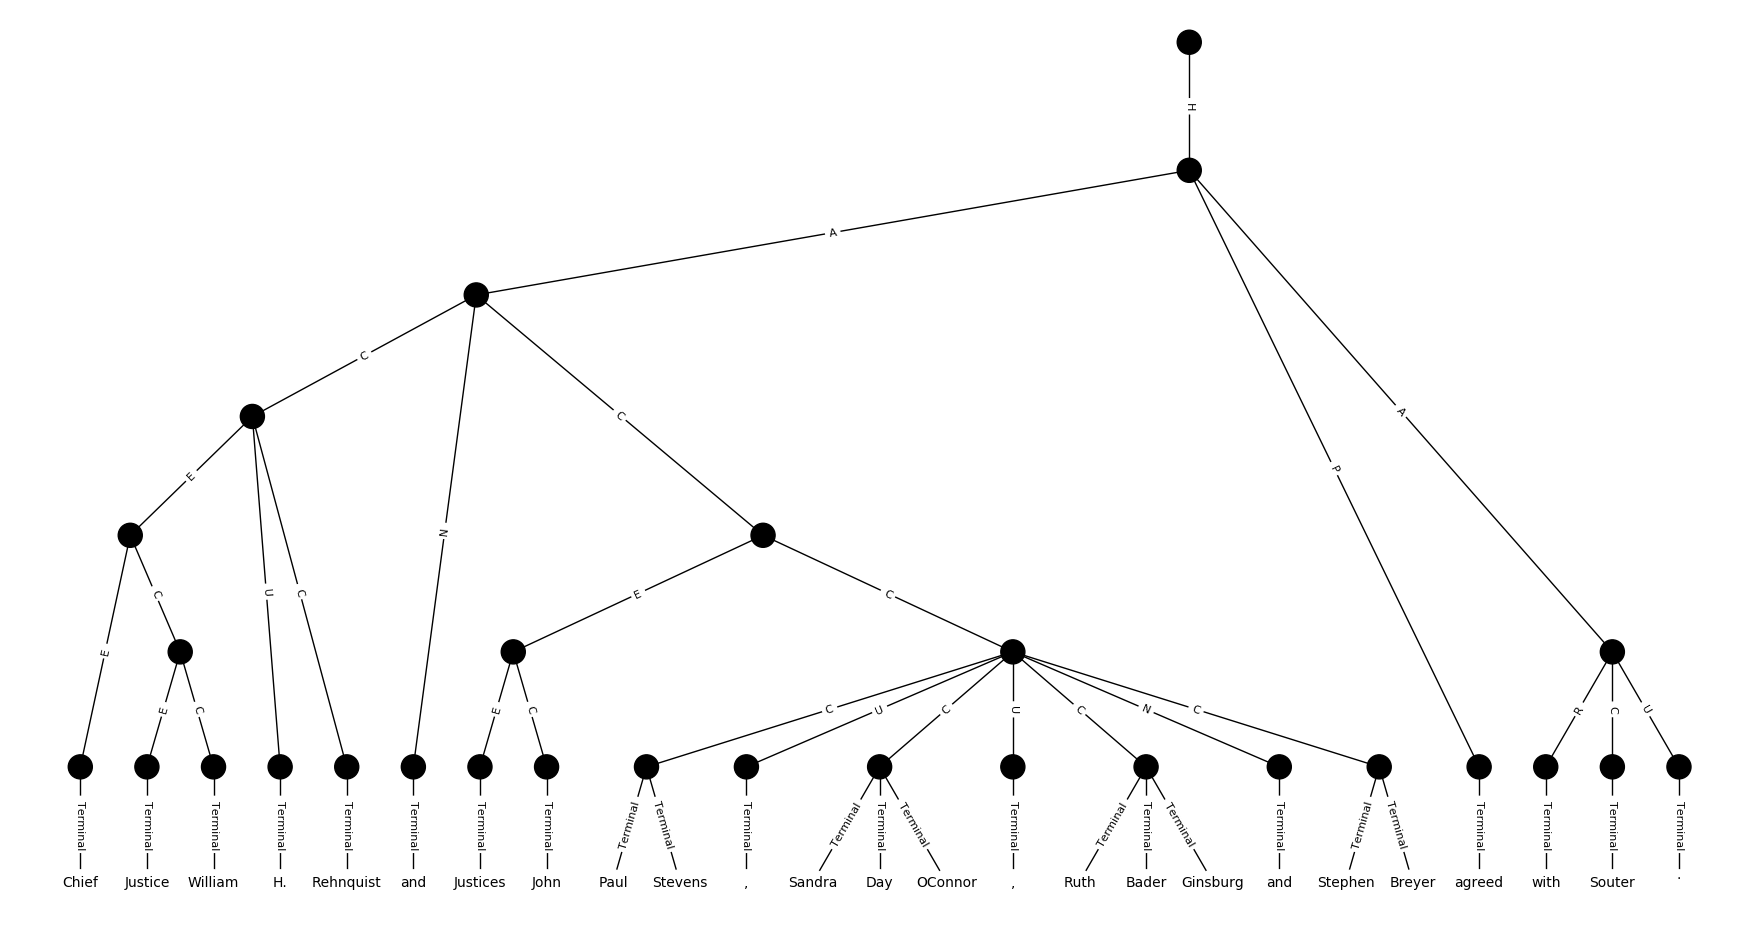 H
A
C
C
A
E
N
P
E
C
U
C
E
C
E
E
C
E
C
C
U
C
U
C
N
C
R
C
U
Terminal Terminal Terminal Terminal Terminal Terminal Terminal Terminal Terminal Terminal Terminal Terminal Terminal Terminal Terminal Terminal Terminal Terminal Terminal Terminal Terminal Terminal Terminal Terminal Terminal
Chief Justice William H. Rehnquist and Justices John Paul Stevens , Sandra Day OConnor , Ruth Bader Ginsburg and Stephen Breyer agreed with Souter .